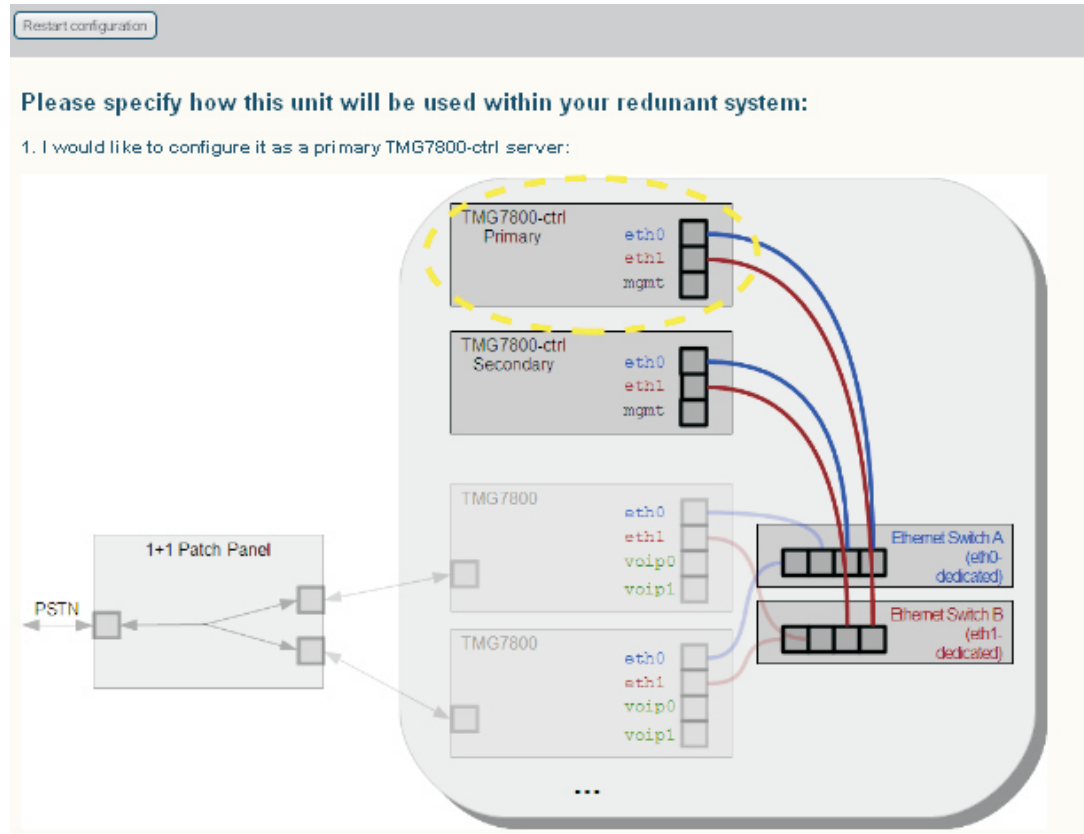 Restart configuration
Please specify how this unit will be used within your redunant system:
1. I would like to configure it as a primary TMG7800-ctrl server:
TMG7800-ctrl
Primary
eth0
eth1
mgmt
TMG7800-ctrl
Secondary
eth0
eth1
mgmt
TMG7800
eth0
eth1
voip0
voip1
Ethernet Switch A
(eth0-
dedicated)
1+1 Patch Panel
PSTN
Ethernet Switch B
(eth1-
dedicated)
TMG7800
eth0
eth1
voip0
voip1
...